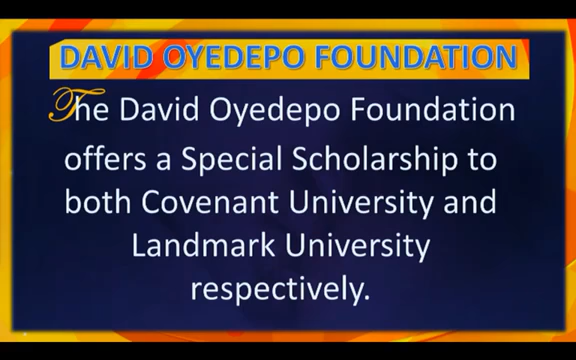 DAVID OYEDEPO FOUNDATION
The David Oyedepo Foundation
offers a Special Scholarship to
both Covenant University and
Landmark University
respectively.